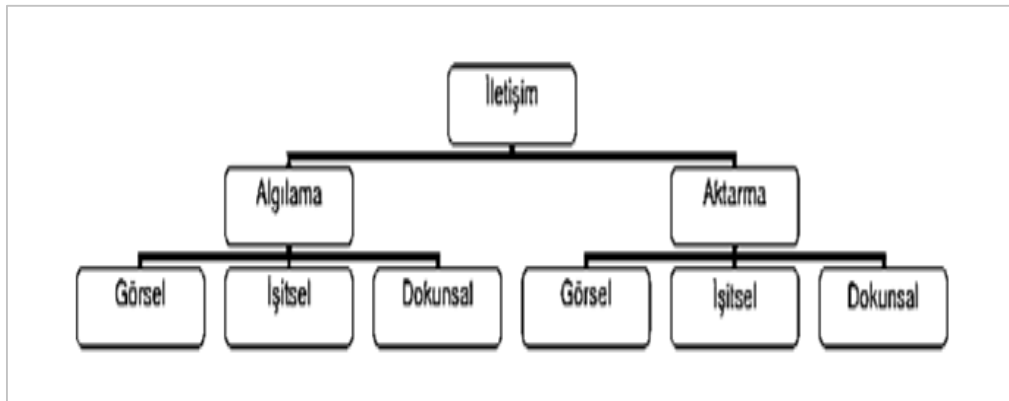 İletişim
Algılama
Aktarma
Görsel
İşitsel
Dokunsal
Görsel
İşitsel
Dokunsal